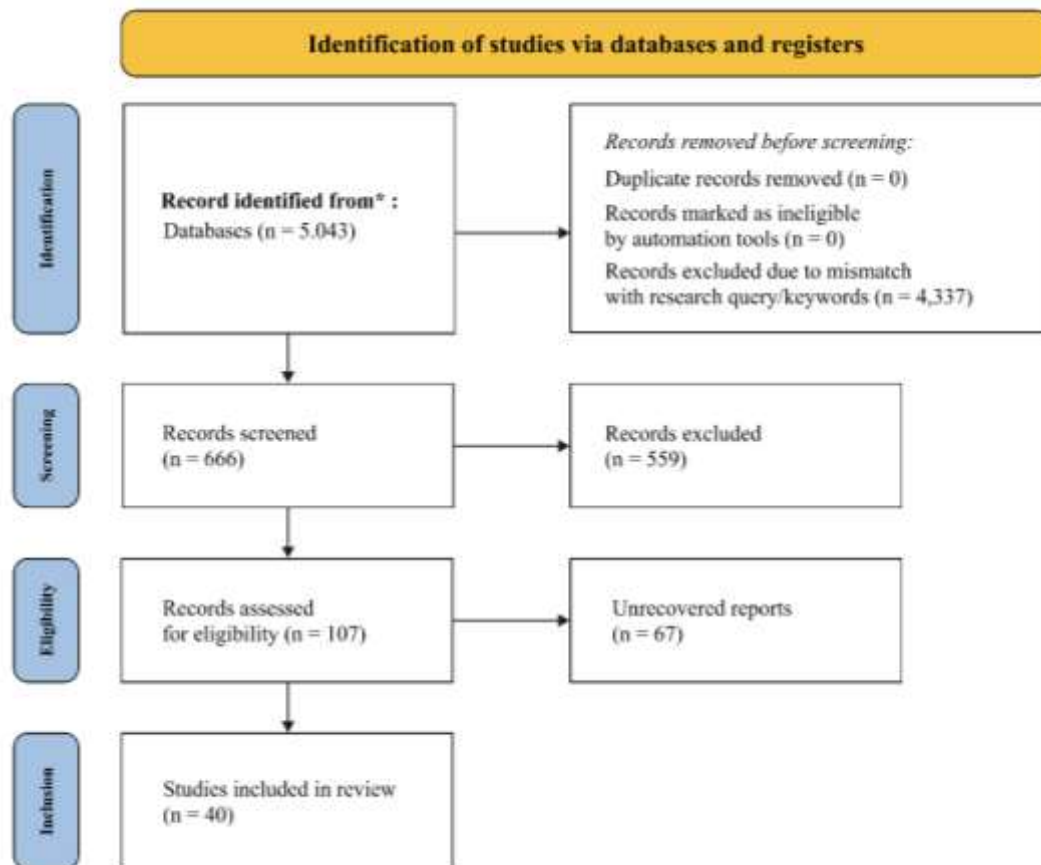 Identification of studies via databases and registers
Identification
Record identified from* :
Databases (n = 5.043)
Records removed before screening:
Duplicate records removed (n = 0)
Records marked as ineligible
by automation tools (n = 0)
Records excluded due to mismatch
with research query/keywords (n = 4,337)
Screening
Records screened
(n = 666)
Records excluded
(n = 559)
Eligibility
Records assessed
for eligibility (n = 107)
Unrecovered reports
(n = 67)
Inclusion
Studies included in review
(n = 40)